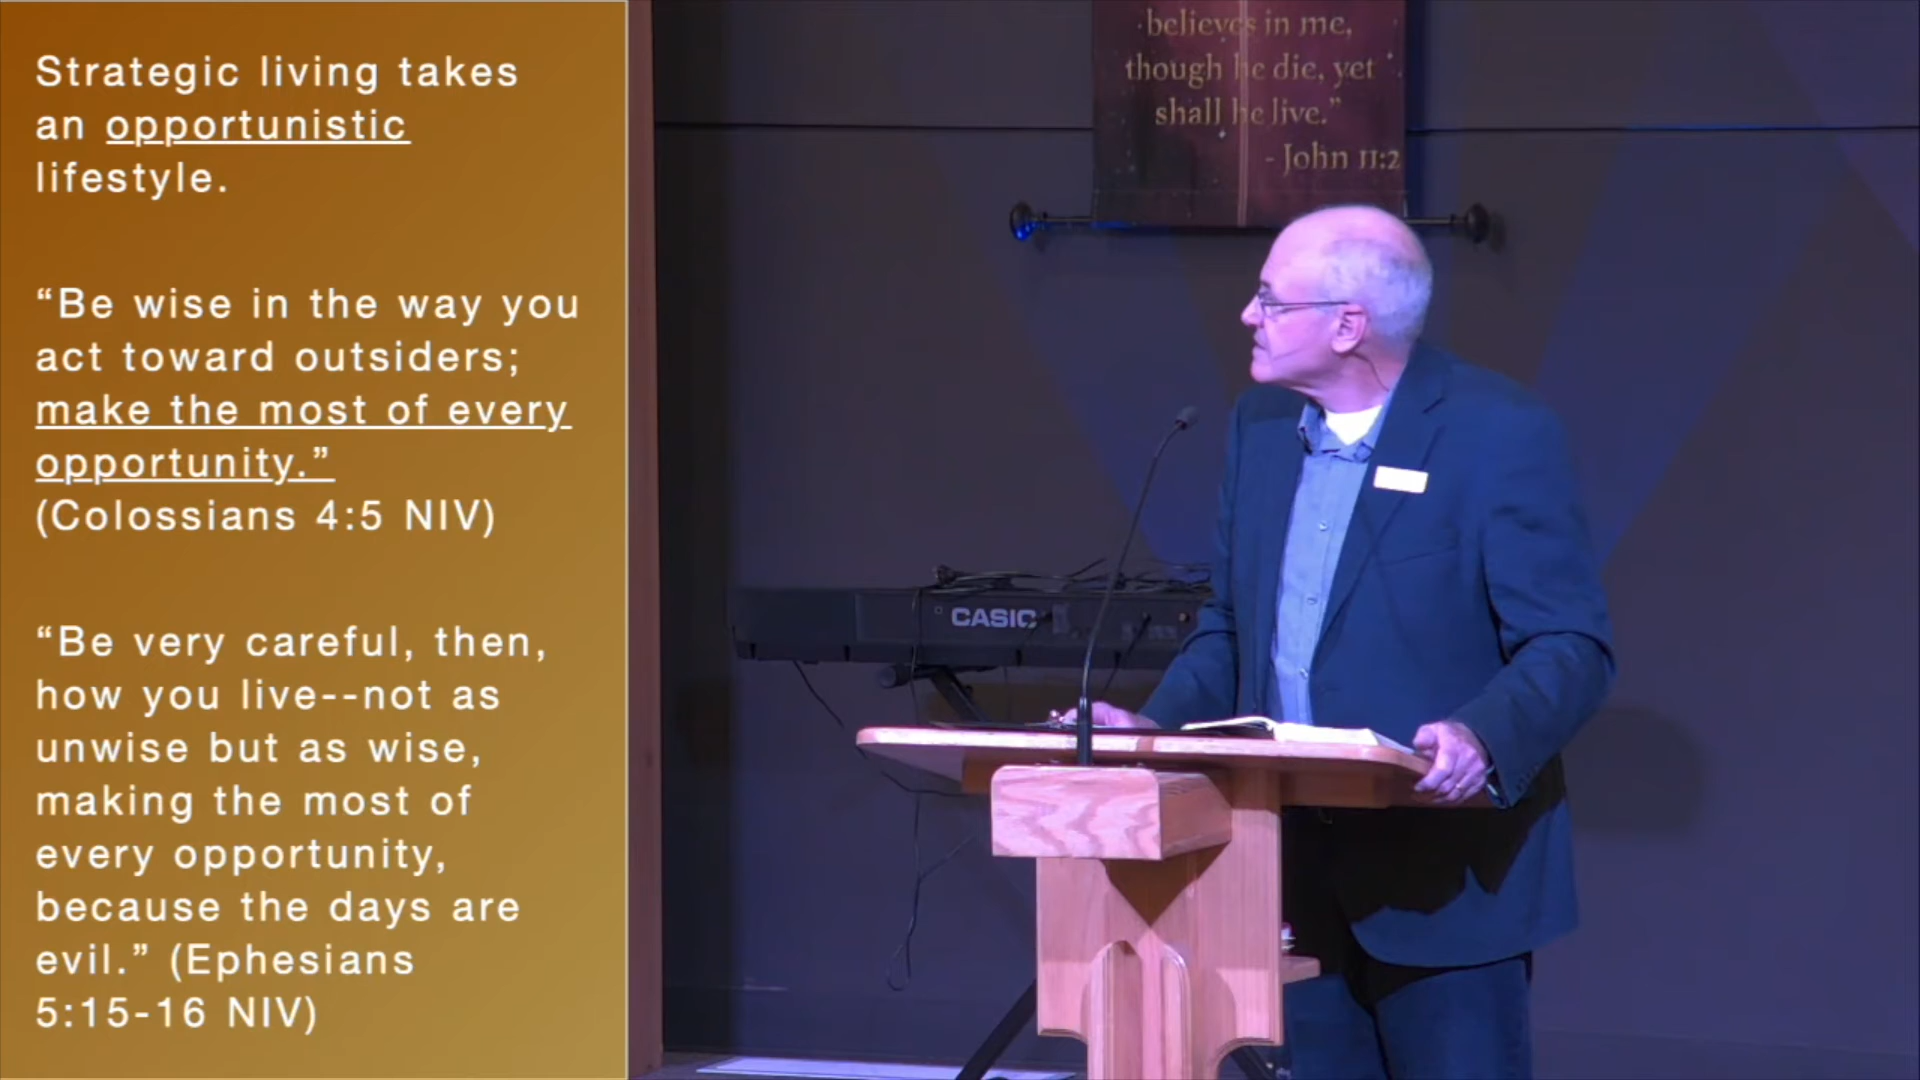 Strategic living takes
an opportunistic
lifestyle.
“Be wise in the way you
act toward outsiders;
make the most of every
opportunity.”
(Colossians 4:5 NIV)
“Be very careful, then,
how you live--not as
unwise but as wise,
making the most of
every opportunity,
because the days are
evil.” (Ephesians
5:15-16 NIV)
believes in me,
though he die, yet
shall he live.”
- John 11:2
CASIO